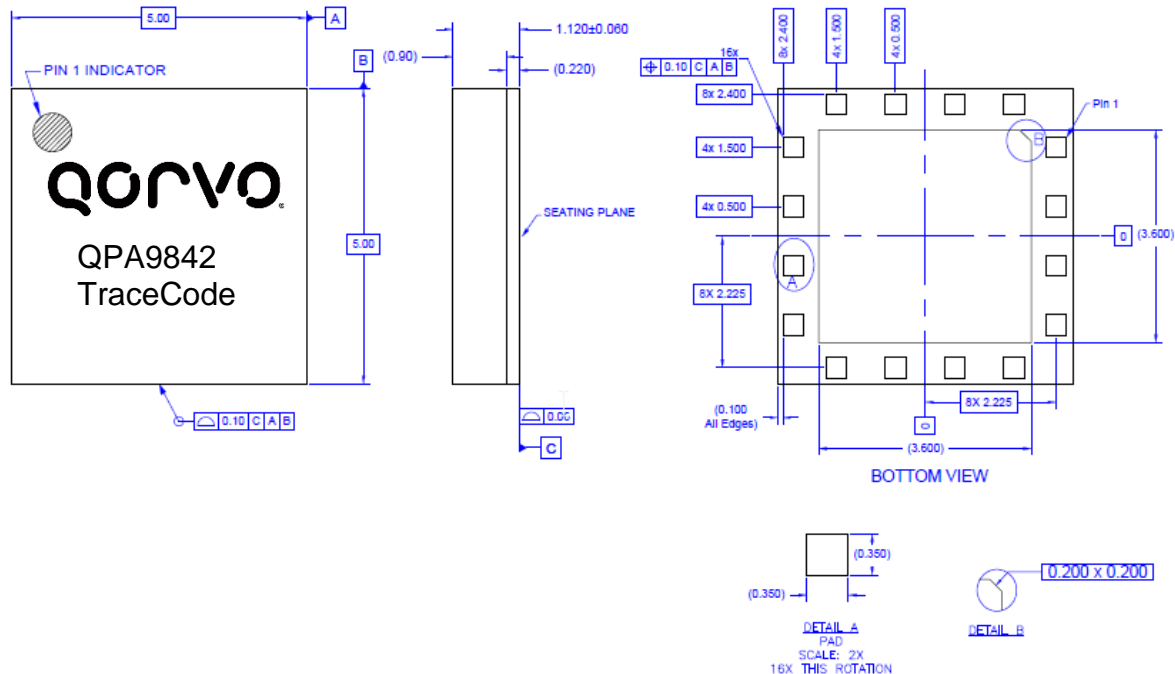 5.00
A
PIN 1 INDICATOR
B
QORVO
QPA9842
TraceCode
5.00
0.10 C A B
1.120±0.060
(0.90)
(0.220)
SEATING PLANE
C
16x
0.10 C A B
8x 2.400
4x 1.500
4x 0.500
8x 2.400
4x 1.500
4x 0.500
8X 2.225
A
B
Pin 1
0
(3.600)
8X 2.225
0
(0.100
All Edges)
(3.600)
BOTTOM VIEW
(0.350)
(0.350)
DETAIL A
PAD
SCALE: 2X
16X THIS ROTATION
0.200 x 0.200
DETAIL B